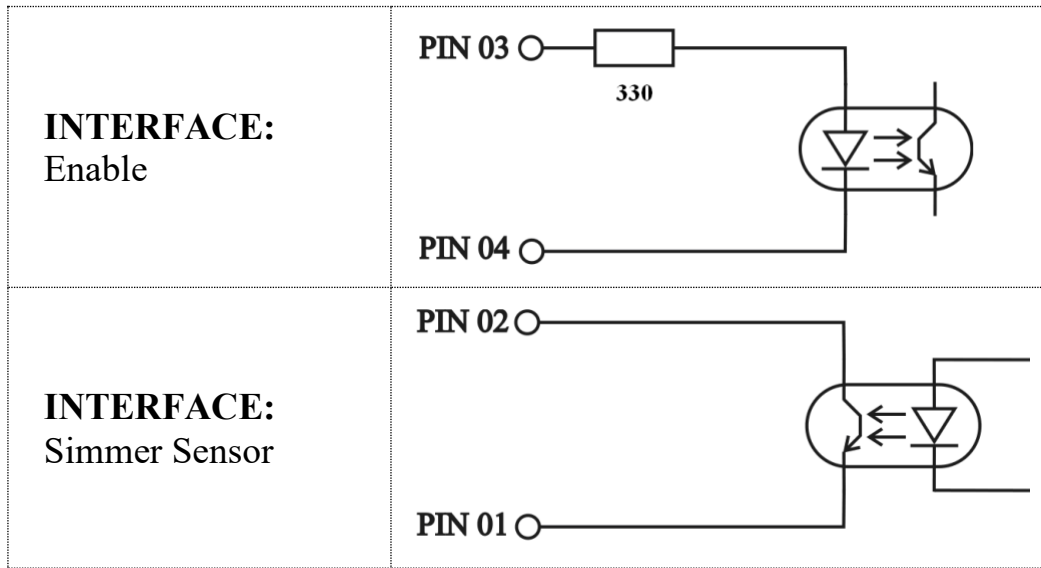 PIN 03
330
INTERFACE:
Enable
PIN 04
PIN 02
INTERFACE:
Simmer Sensor
PIN 01